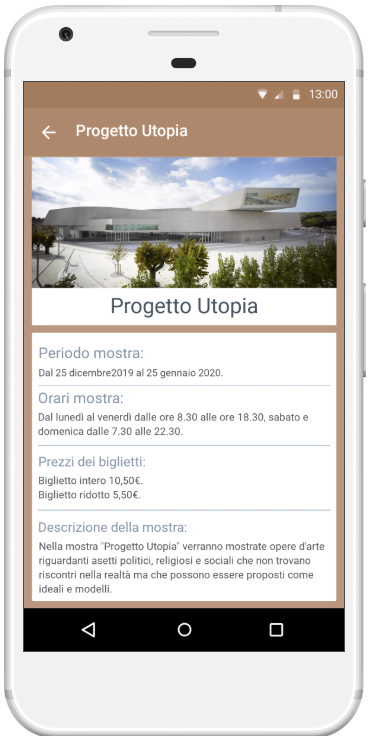 13:00
Progetto Utopia
Progetto Utopia
Periodo mostra:
Dal 25 dicembre2019 al 25 gennaio 2020.
Orari mostra:
Dal lunedì al venerdì dalle ore 8.30 alle ore 18.30, sabato e
domenica dalle 7.30 alle 22.30.
Prezzi dei biglietti:
Biglietto intero 10,50€.
Biglietto ridotto 5,50€.
Descrizione della mostra:
Nella mostra "Progetto Utopia" verranno mostrate opere d'arte
riguardanti asetti politici, religiosi e sociali che non trovano
riscontri nella realtà ma che possono essere proposti come
ideali e modelli.